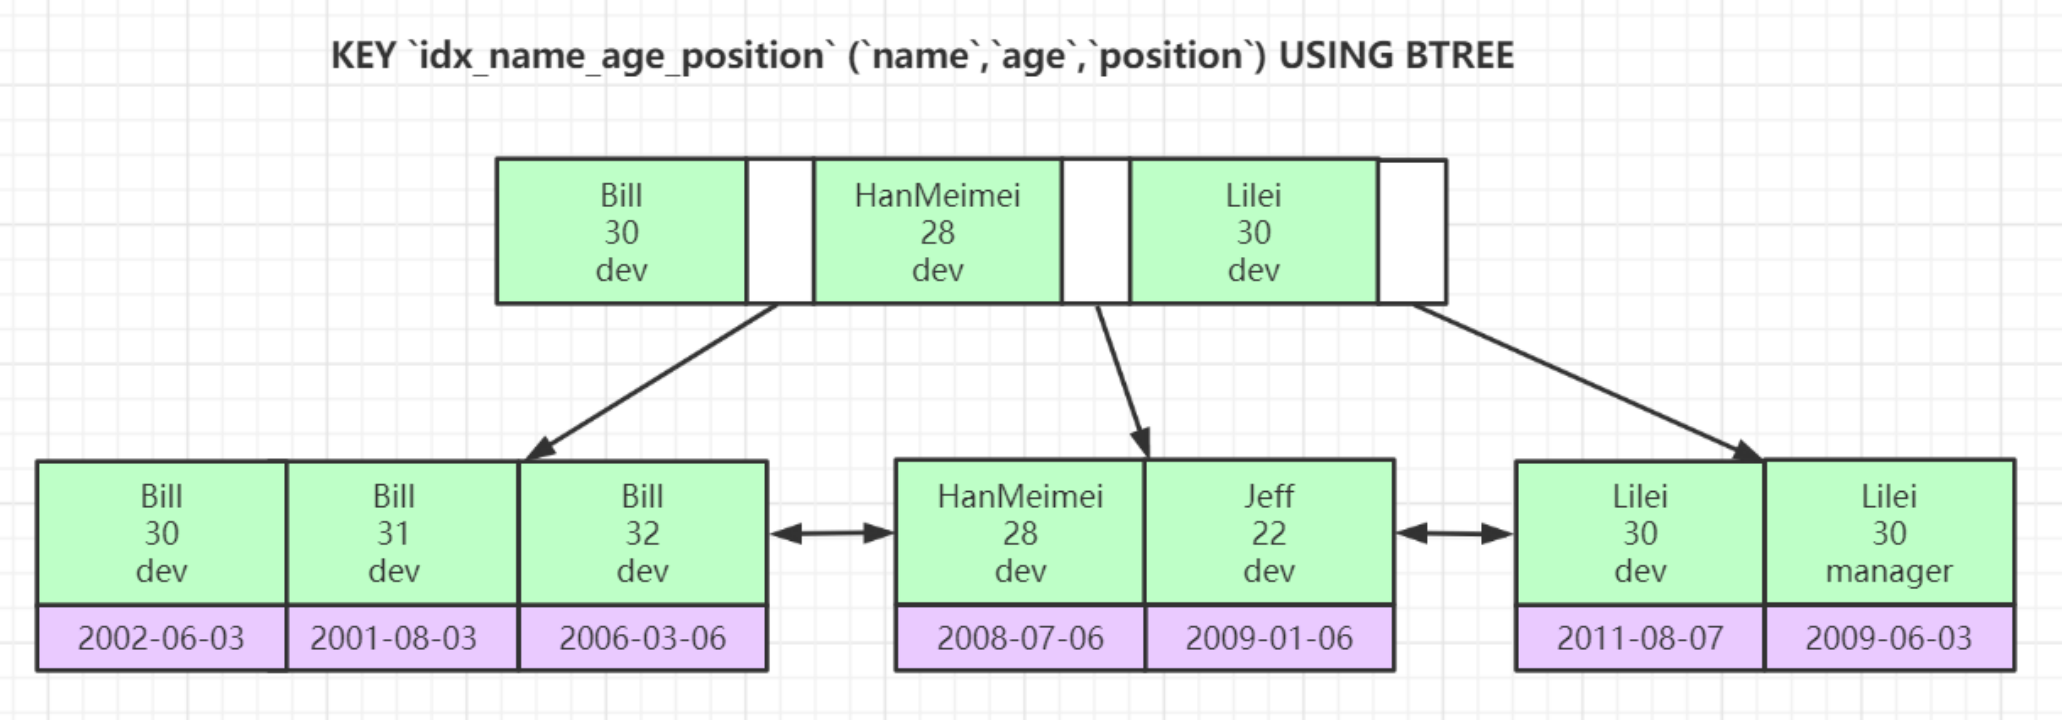 KEY `idx_name_age_position` (`name`,`age`,`position`) USING BTREE
Bill
30
dev
HanMeimei
28
dev
Lilei
30
dev
Bill
30
dev
2002-06-03
Bill
31
dev
2001-08-03
Bill
32
dev
2006-03-06
HanMeimei
28
dev
2008-07-06
Jeff
22
dev
2009-01-06
Lilei
30
dev
2011-08-07
Lilei
30
manager
2009-06-03